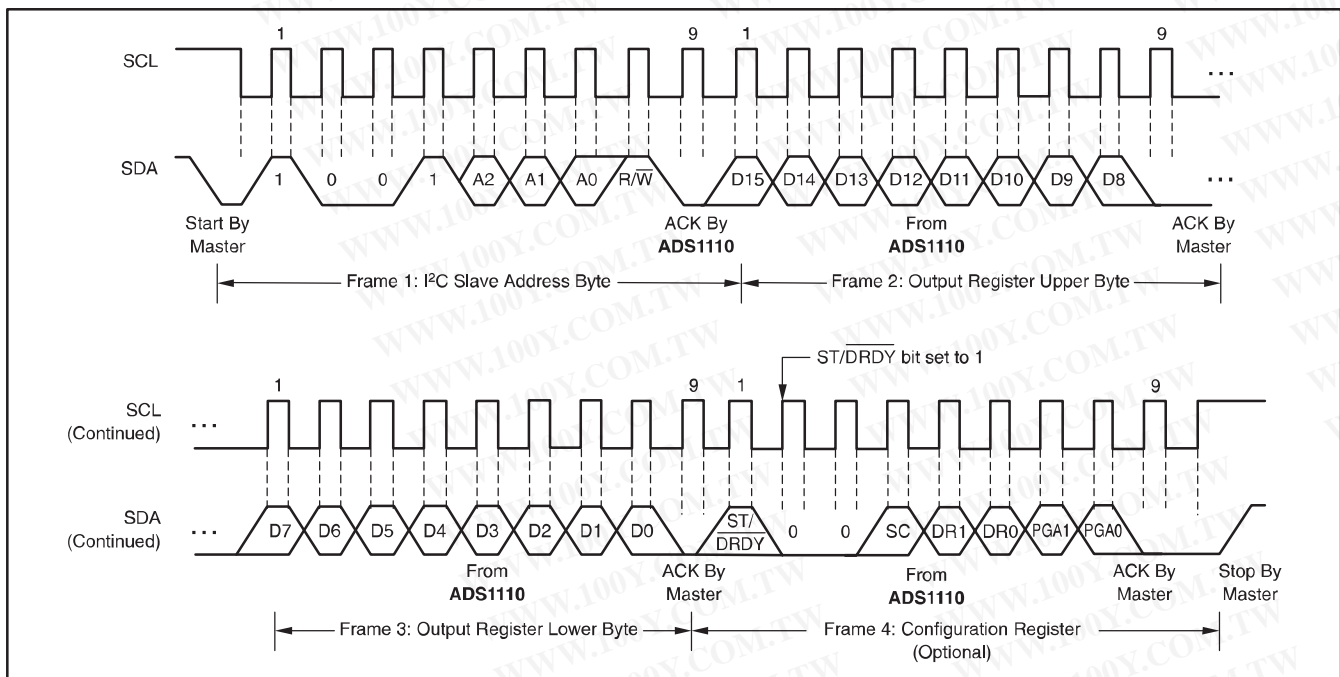 1 9 1 9
SCL ...
SDA 1 0 0 1 A2 A1 A0 R/W̅ D15 D14 D13 D12 D11 D10 D9 D8 ...
Start By Master
ACK By ADS1110
From ADS1110
ACK By Master
Frame 1: I²C Slave Address Byte
Frame 2: Output Register Upper Byte
ST/D̅R̅D̅Y̅ bit set to 1
1 9 1 9
SCL (Continued) ...
SDA (Continued) ... D7 D6 D5 D4 D3 D2 D1 D0 ST/D̅R̅D̅Y̅ 0 0 SC DR1 DR0 PGA1 PGA0
From ADS1110
ACK By Master
From ADS1110
ACK By Master
Stop By Master
Frame 3: Output Register Lower Byte
Frame 4: Configuration Register
(Optional)
WWW.100Y.COM.TW